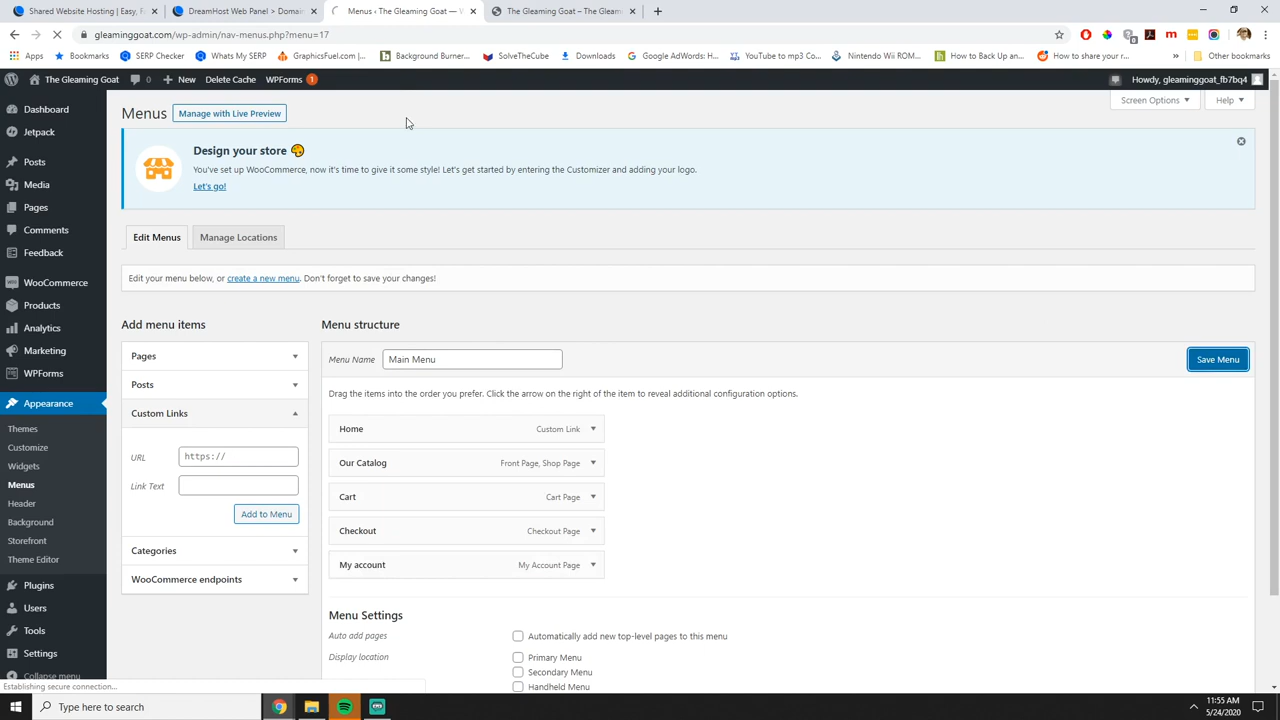 Shared Website Hosting | Easy, F
DreamHost Web Panel > Domain
Menus ‹ The Gleaming Goat — W
The Gleaming Goat – The Gleami
gleaminggoat.com/wp-admin/nav-menus.php?menu=17
Apps
Bookmarks
SERP Checker
Whats My SERP
GraphicsFuel.com |...
Background Burner...
SolveTheCube
Downloads
Google AdWords: K...
YouTube to mp3 Co...
Nintendo Wii ROM...
How to Back Up an...
How to share your r...
»
Other bookmarks
The Gleaming Goat
0
New
Delete Cache
WPForms 1
Howdy, gleaminggoat_fb7bq4
Dashboard
Jetpack
Posts
Media
Pages
Comments
Feedback
WooCommerce
Products
Analytics
Marketing
WPForms
Appearance
Themes
Customize
Widgets
Menus
Header
Background
Storefront
Theme Editor
Plugins
Users
Tools
Settings
Collapse menu
Menus
Manage with Live Preview
Screen Options
Help
Design your store
You've set up WooCommerce, now it's time to give it some style! Let's get started by entering the Customizer and adding your logo.
Let's go!
Edit Menus
Manage Locations
Edit your menu below, or create a new menu. Don't forget to save your changes!
Add menu items
Pages
Posts
Custom Links
URL
https://
Link Text
Add to Menu
Categories
WooCommerce endpoints
Menu structure
Menu Name
Main Menu
Save Menu
Drag the items into the order you prefer. Click the arrow on the right of the item to reveal additional configuration options.
Home
Custom Link
Our Catalog
Front Page, Shop Page
Cart
Cart Page
Checkout
Checkout Page
My account
My Account Page
Menu Settings
Auto add pages
Automatically add new top-level pages to this menu
Display location
Primary Menu
Secondary Menu
Handheld Menu
Establishing secure connection...
Type here to search
11:55 AM
5/24/2020